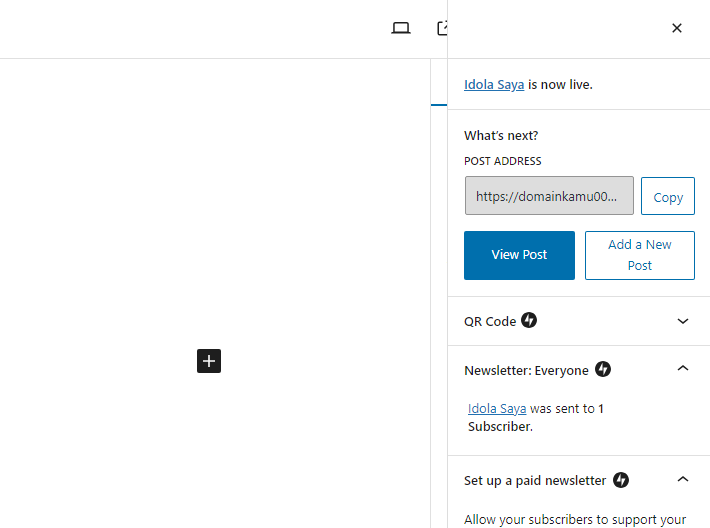 Idola Saya is now live.
What's next?
POST ADDRESS
https://domainkamu00...
Copy
View Post
Add a New
Post
QR Code
Newsletter: Everyone
Idola Saya was sent to 1
Subscriber.
Set up a paid newsletter
Allow your subscribers to support your